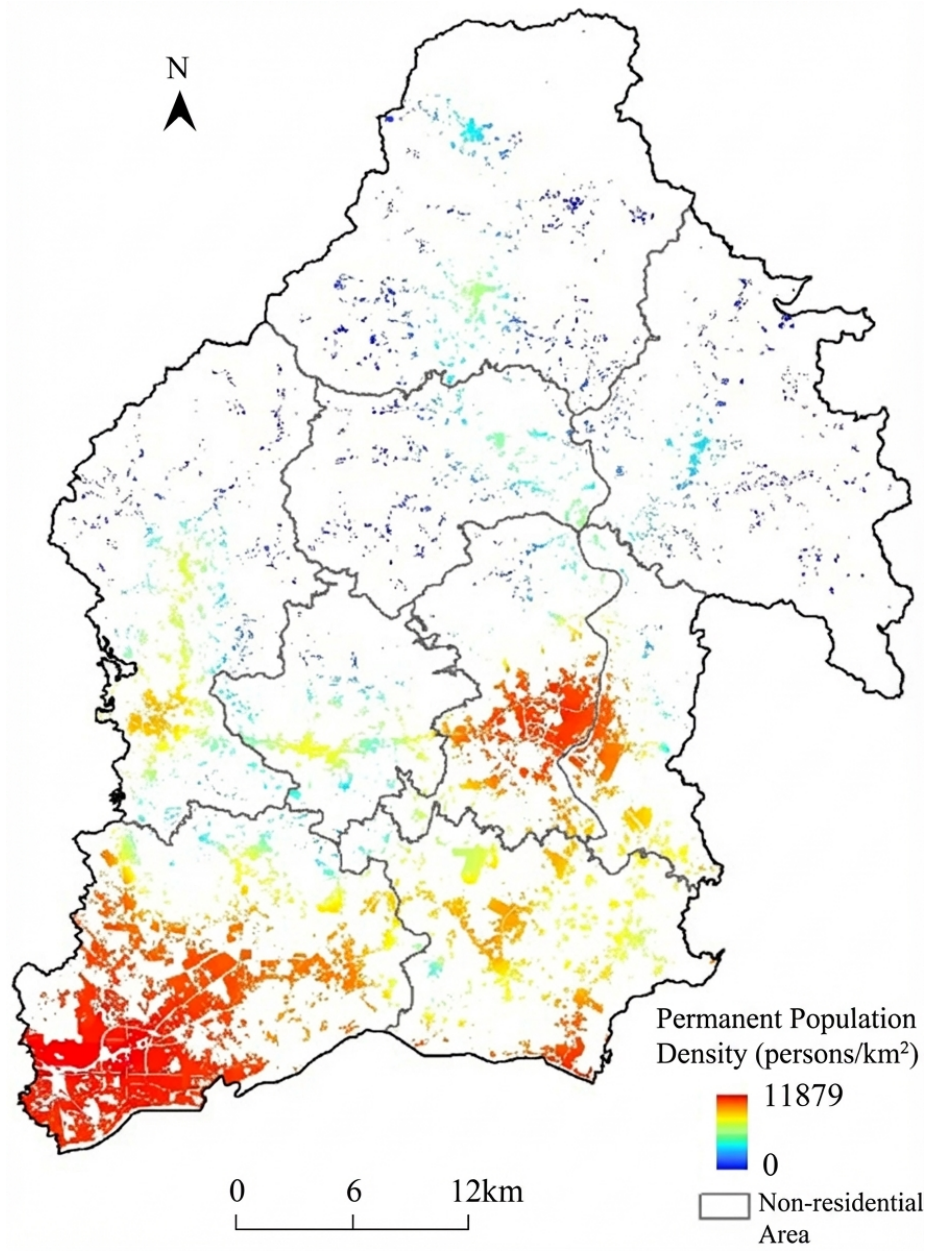 N
Permanent Population
Density (persons/km²)
11879
0
Non-residential
Area
0 6 12km